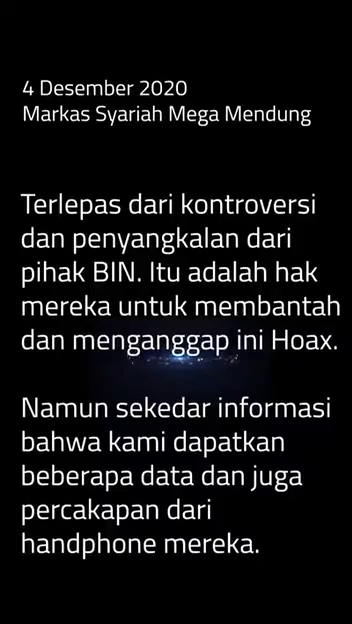 4 Desember 2020
Markas Syariah Mega Mendung
Terlepas dari kontroversi
dan penyangkalan dari
pihak BIN. Itu adalah hak
mereka untuk membantah
dan menganggap ini Hoax.
Namun sekedar informasi
bahwa kami dapatkan
beberapa data dan juga
percakapan dari
handphone mereka.